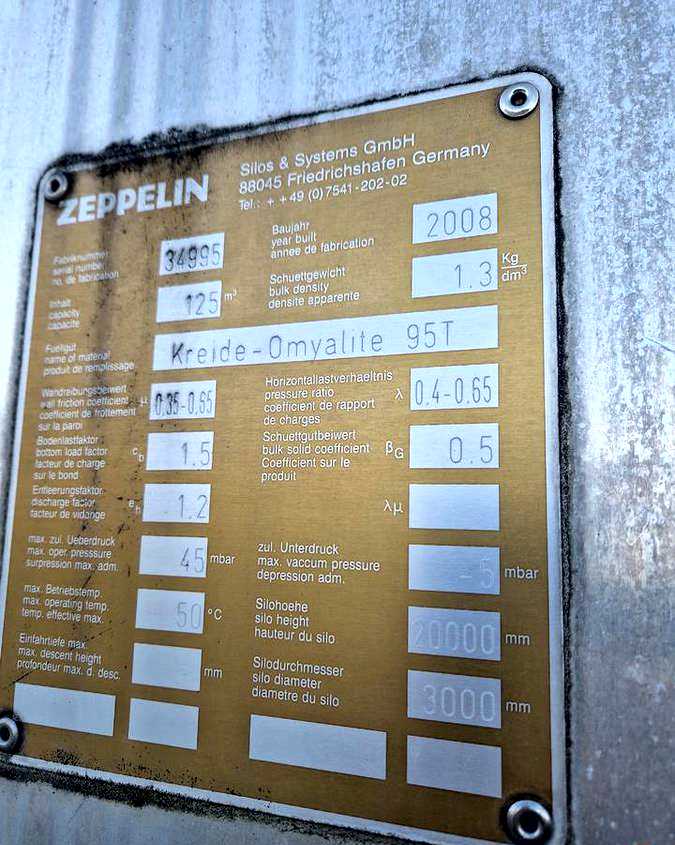 ZEPPELIN
Silos & Systems GmbH
88045 Friedrichshafen Germany
Tel.: + +49 (0)7541-202-02
Fabriknummer
serial number
no. de fabrication
34995
Baujahr
year built
annee de fabrication
2008
Inhalt
capacity
capacite
125 m³
Schuettgewicht
bulk density
densite apparente
1.3 Kg/dm³
Fuellgut
name of material
produit de remplissage
Kreide-Omyalite 95T
Wandreibungsbeiwert
wall friction coefficient
coefficient de frottement
sur la paroi
μ 0,35-0,65
Horizontallastverhaeltnis
pressure ratio
coefficient de rapport
de charges
λ 0.4-0.65
Bodenlastfaktor
bottom load factor
facteur de charge
sur le bond
cb 1.5
Schuettgutbeiwert
bulk solid coefficient
Coefficient sur le
produit
βG 0.5
Entleerungsfaktor
discharge factor
facteur de vidange
eh 1.2
λμ
max. zul. Ueberdruck
max. oper. presssure
surpression max. adm.
45 mbar
zul. Unterdruck
max. vaccum pressure
depression adm.
-5 mbar
max. Betriebstemp.
max. operating temp.
temp. effective max.
50 °C
Silohoehe
silo height
hauteur du silo
20000 mm
Einfahrtiefe max.
max. descent height
profondeur max. d. desc.
mm
Silodurchmesser
silo diameter
diametre du silo
3000 mm